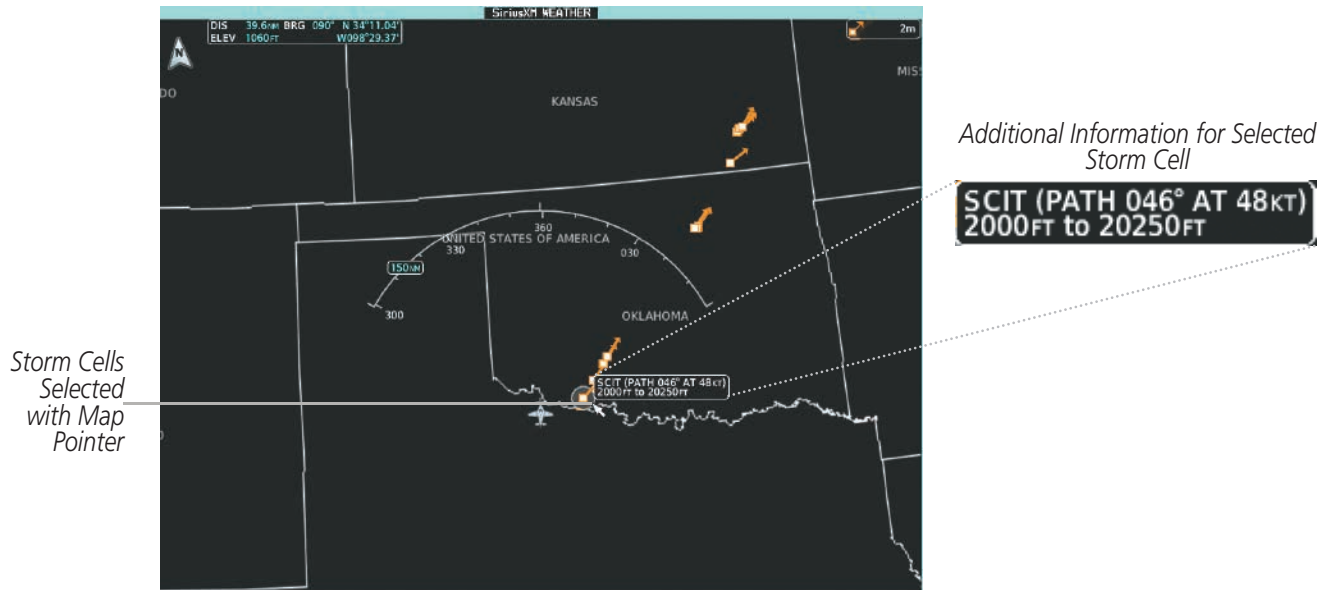 SiriusXM WEATHER
DIS 39.6NM BRG 090° N 34°11.04'
ELEV 1060FT W098°29.37'
2m
N
MIS
DO
KANSAS
Additional Information for Selected
Storm Cell
SCIT (PATH 046° AT 48KT)
2000FT to 20250FT
360
UNITED STATES OF AMERICA
330
030
150NM
300
OKLAHOMA
Storm Cells
Selected
with Map
Pointer
SCIT (PATH 046° AT 48KT)
2000FT to 20250FT